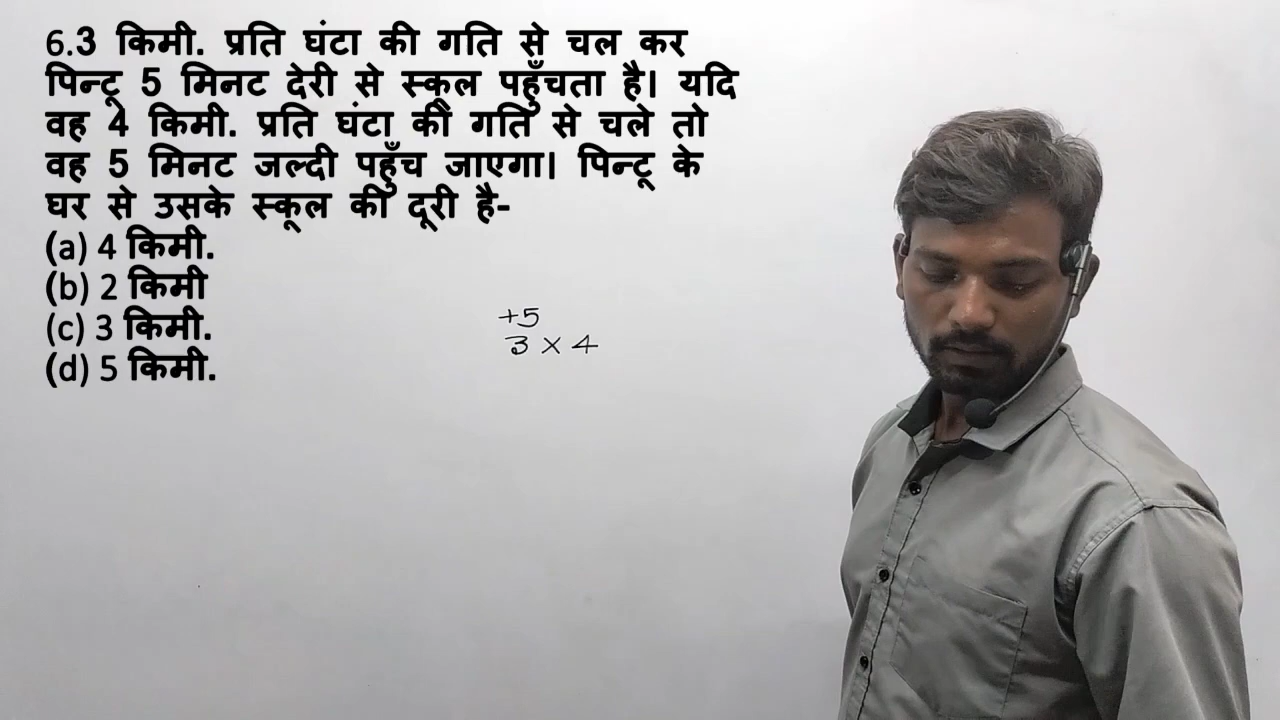 6.3 किमी. प्रति घंटा की गति से चल कर
पिन्टू 5 मिनट देरी से स्कूल पहुँचता है। यदि
वह 4 किमी. प्रति घंटा की गति से चले तो
वह 5 मिनट जल्दी पहुँच जाएगा। पिन्टू के
घर से उसके स्कूल की दूरी है-
(a) 4 किमी.
(b) 2 किमी
(c) 3 किमी.
(d) 5 किमी.
+5
3 × 4